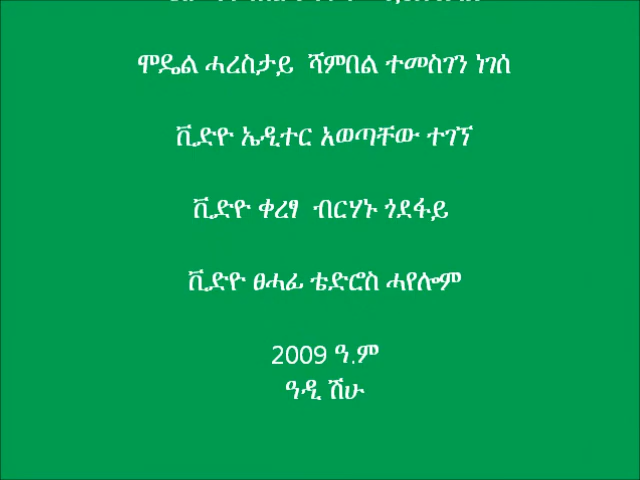 ሞዴል ሓረስታይ ሻምበል ተመስገን ነገሰ
ቪድዮ ኤዲተር አወጣቸው ተገኘ
ቪድዮ ቀረፃ ብርሃኑ ጎደፋይ
ቪድዮ ፀሓፊ ቴድሮስ ሓየሎም
2009 ዓ.ም
ዓዲ ሽሁ